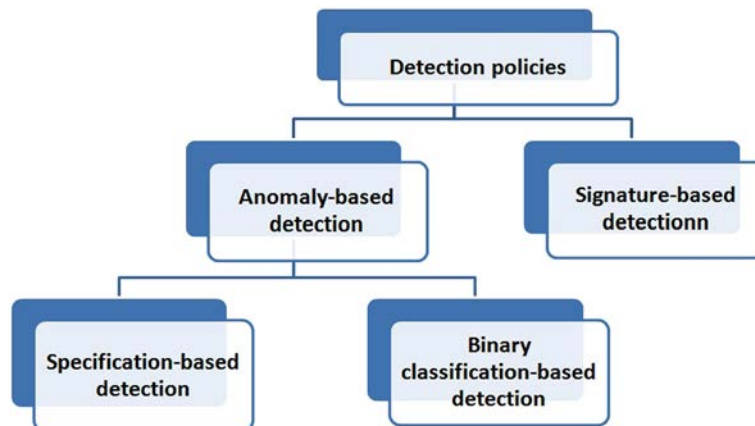 Detection policies
Anomaly-based
detection
Signature-based
detectionn
Specification-based
detection
Binary
classification-based
detection